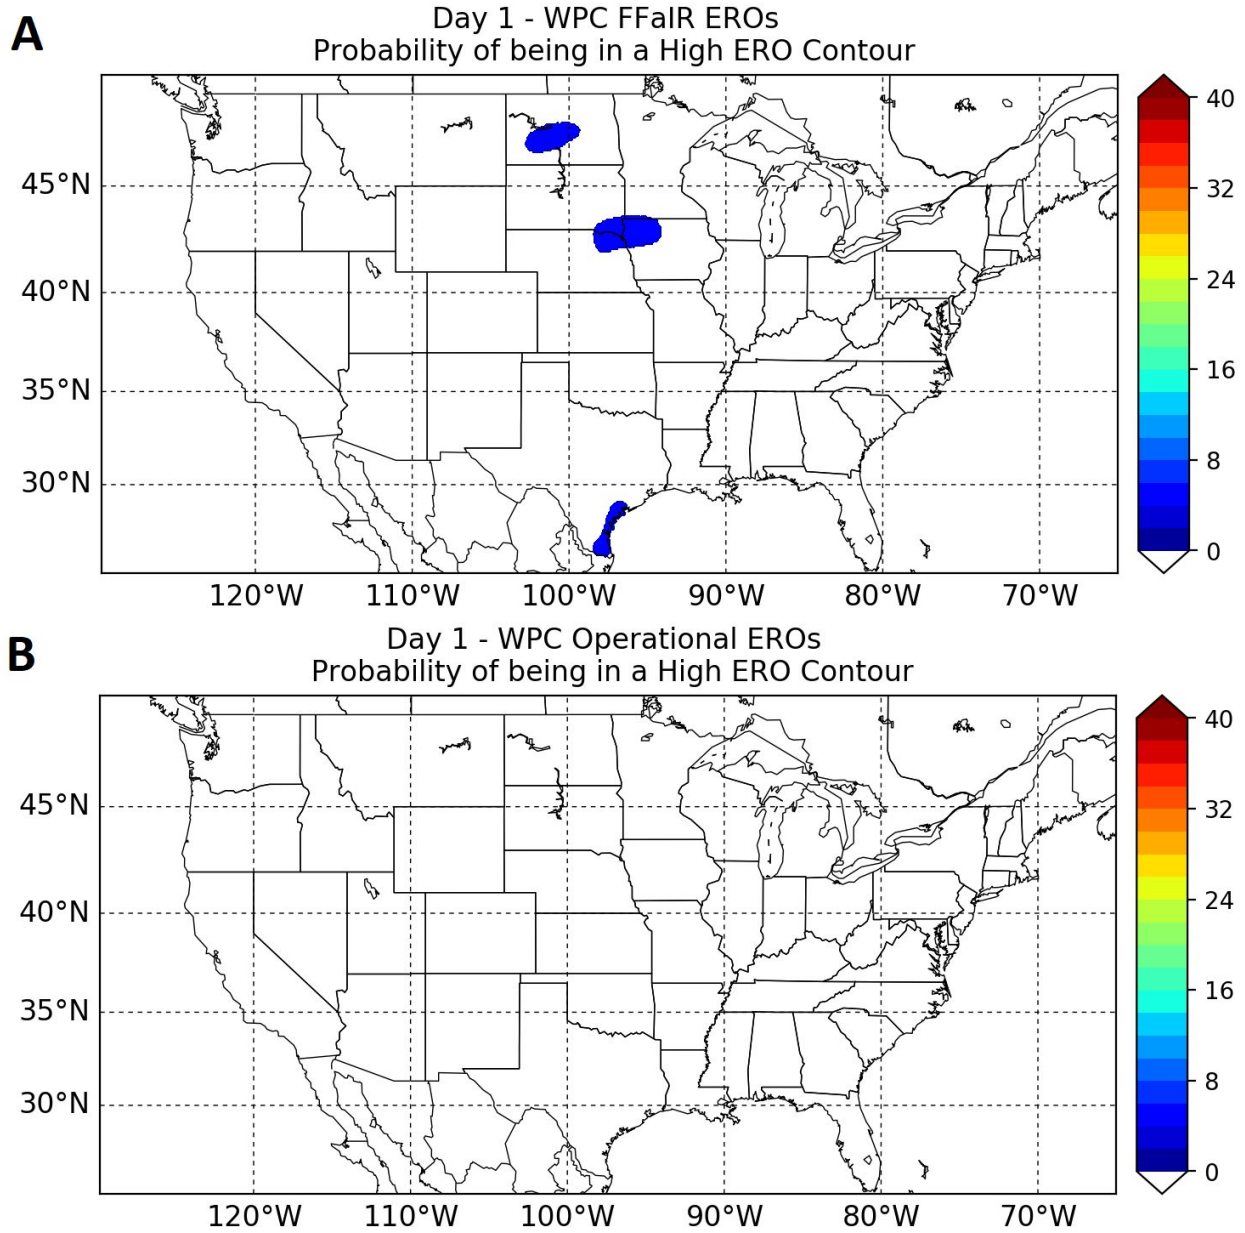 A
Day 1 - WPC FFaIR EROs
Probability of being in a High ERO Contour
45°N
40°N
35°N
30°N
120°W 110°W 100°W 90°W 80°W 70°W
40
32
24
16
8
0
B
Day 1 - WPC Operational EROs
Probability of being in a High ERO Contour
45°N
40°N
35°N
30°N
120°W 110°W 100°W 90°W 80°W 70°W
40
32
24
16
8
0